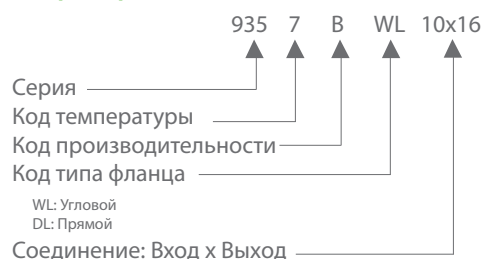 935 7 B WL 10x16
Серия
Код температуры
Код производительности
Код типа фланца
WL: Угловой
DL: Прямой
Соединение: Вход x Выход